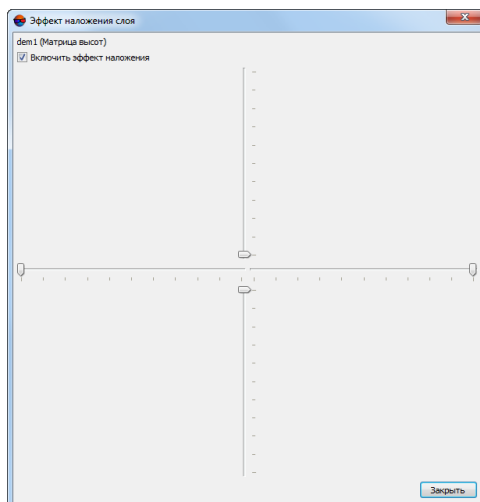 Эффект наложения слоя
dem1 (Матрица высот)
Включить эффект наложения
Закрыть